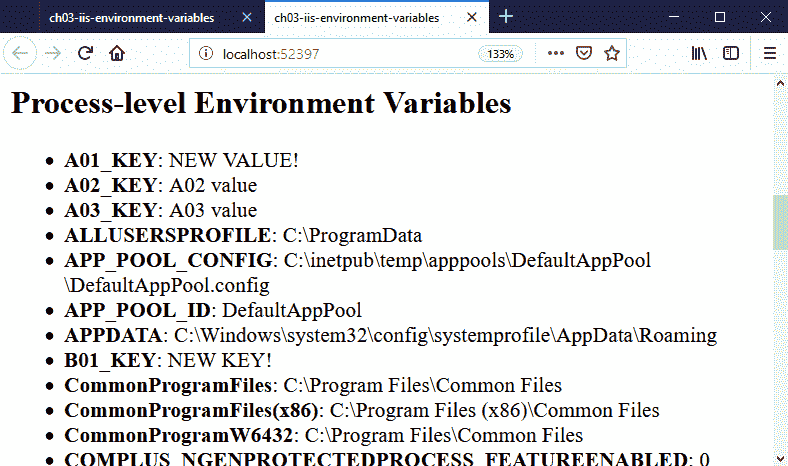 ch03-iis-environment-variables
ch03-iis-environment-variables
localhost:52397
133%
Process-level Environment Variables
A01_KEY: NEW VALUE!
A02_KEY: A02 value
A03_KEY: A03 value
ALLUSERSPROFILE: C:\ProgramData
APP_POOL_CONFIG: C:\inetpub\temp\apppools\DefaultAppPool
\DefaultAppPool.config
APP_POOL_ID: DefaultAppPool
APPDATA: C:\Windows\system32\config\systemprofile\AppData\Roaming
B01_KEY: NEW KEY!
CommonProgramFiles: C:\Program Files\Common Files
CommonProgramFiles(x86): C:\Program Files (x86)\Common Files
CommonProgramW6432: C:\Program Files\Common Files
COMPLUS_NGENPROTECTEDPROCESS_FEATUREENABLED: 0